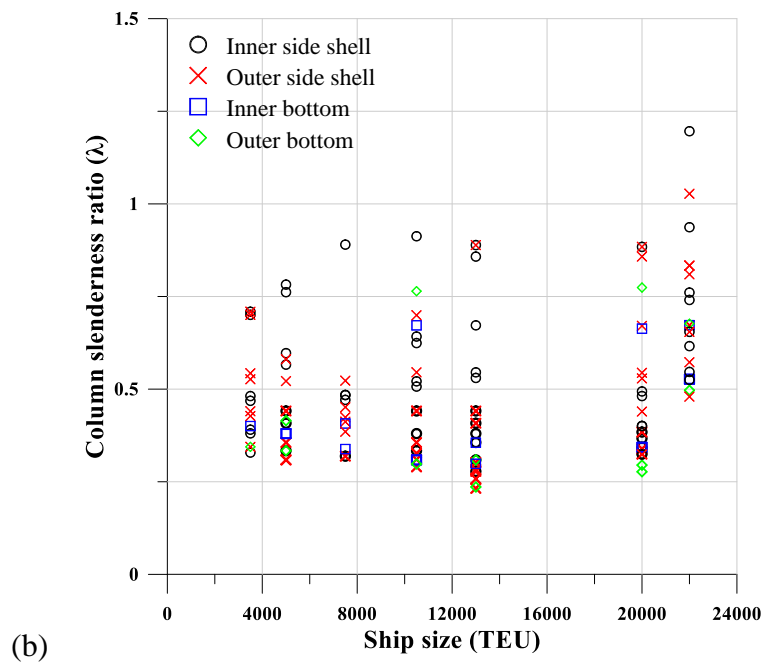 1.5
Inner side shell
Outer side shell
Inner bottom
Outer bottom
1
0.5
0
Column slenderness ratio (λ)
0 4000 8000 12000 16000 20000 24000
Ship size (TEU)
(b)